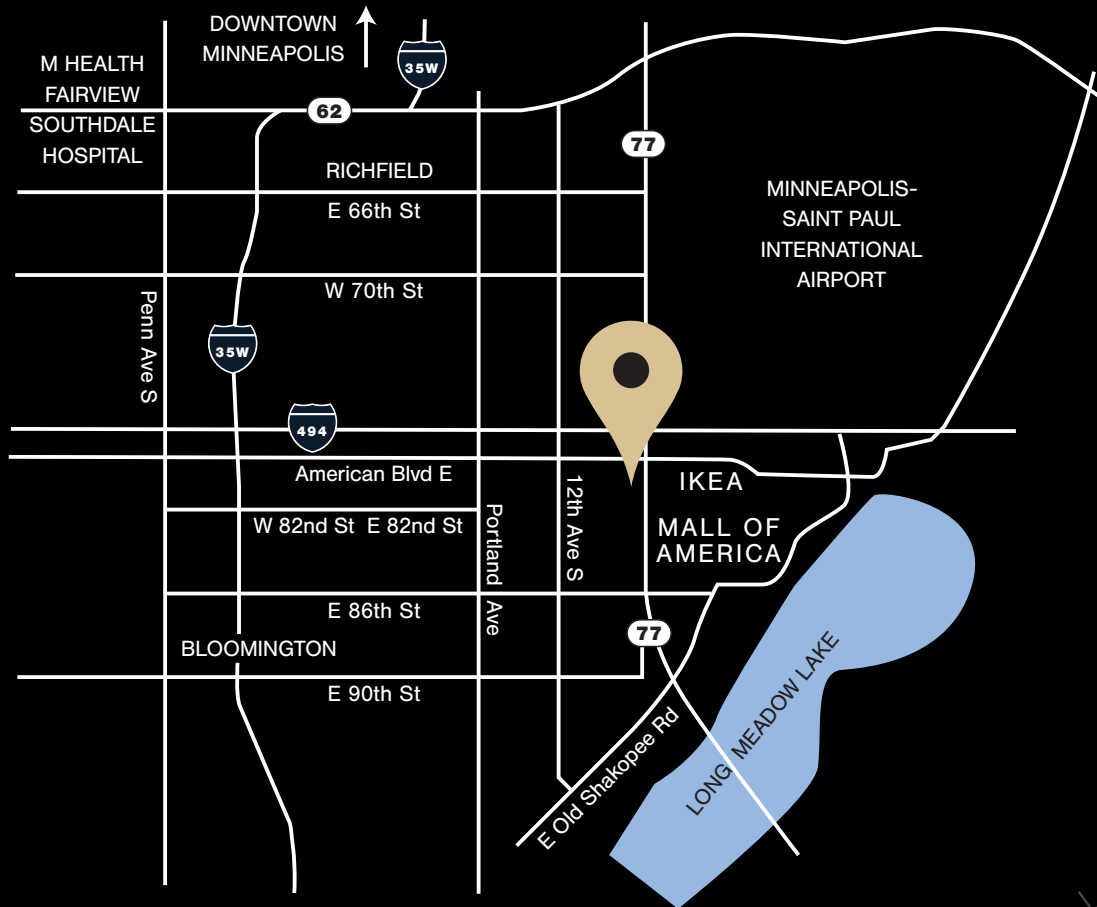 DOWNTOWN
MINNEAPOLIS
35W
M HEALTH
FAIRVIEW
SOUTHDALE
HOSPITAL
62
77
RICHFIELD
E 66th St
MINNEAPOLIS-
SAINT PAUL
INTERNATIONAL
AIRPORT
W 70th St
Penn Ave S
35W
494
American Blvd E
IKEA
12th Ave S
W 82nd St E 82nd St
Portland Ave
MALL OF
AMERICA
E 86th St
77
BLOOMINGTON
E 90th St
E Old Shakopee Rd
LONG MEADOW LAKE